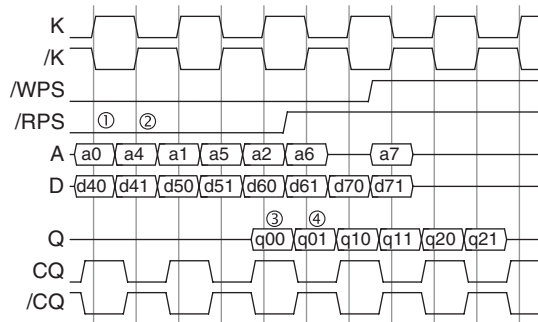 K
/K
/WPS
/RPS ① ②
A a0 a4 a1 a5 a2 a6 a7
D d40 d41 d50 d51 d60 d61 d70 d71
③ ④
Q q00 q01 q10 q11 q20 q21
CQ
/CQ